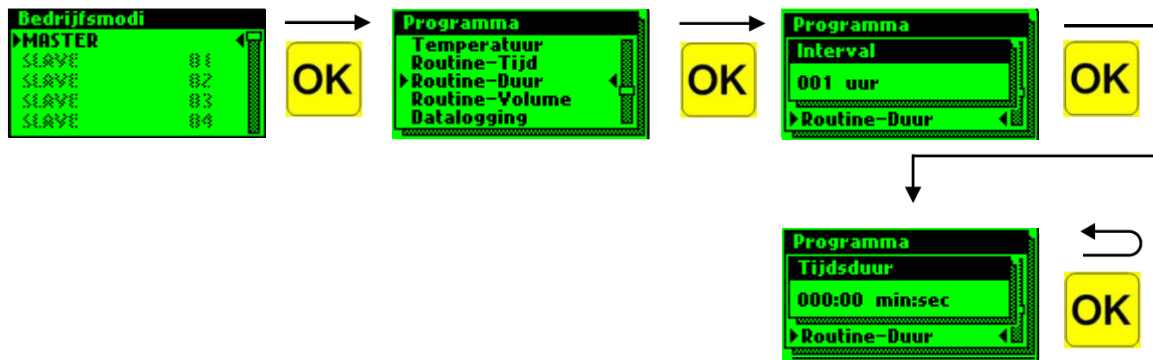 Bedrijfsmodi
MASTER
SLAVE 01
SLAVE 02
SLAVE 03
SLAVE 04
OK
Programma
Temperatuur
Routine-Tijd
Routine-Duur
Routine-Volume
Datalogging
OK
Programma
Interval
001 uur
Routine-Duur
OK
Programma
Tijdsduur
000:00 min:sec
Routine-Duur
OK